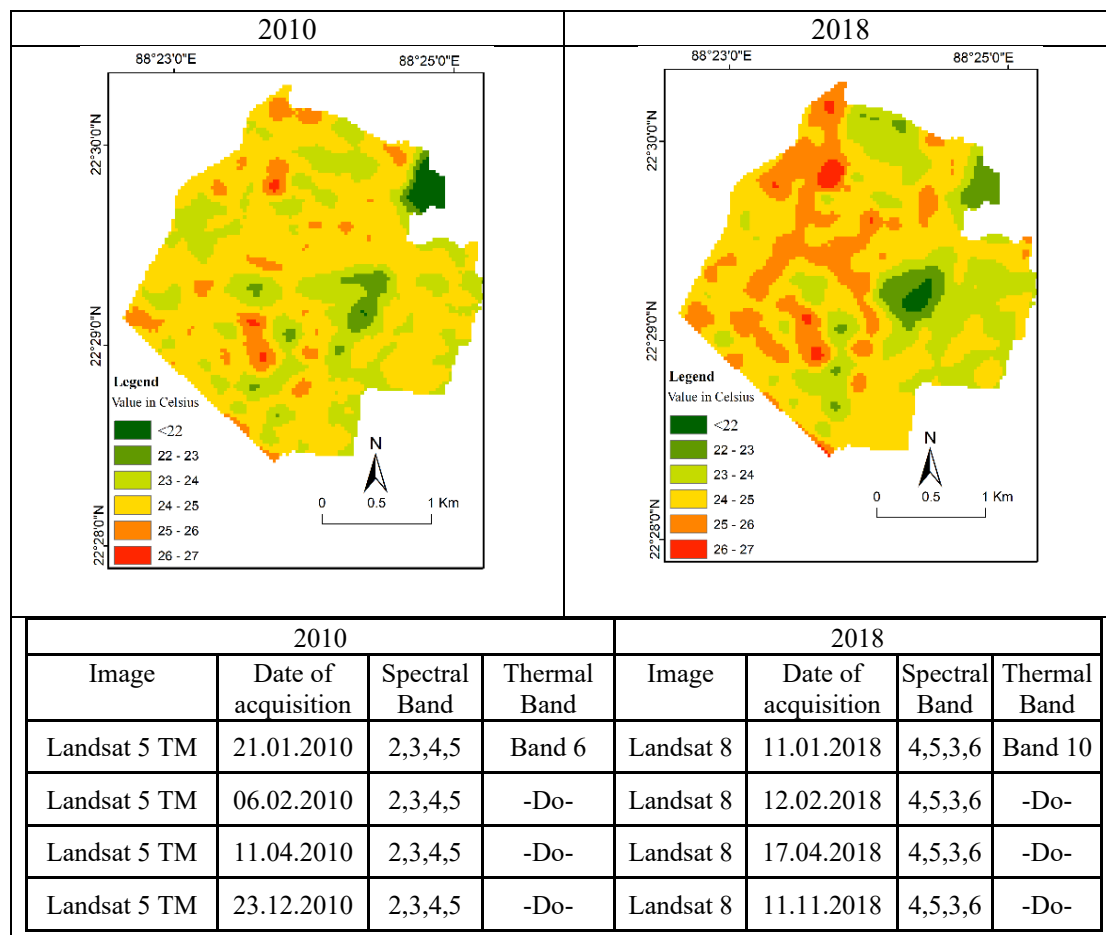 2010
2018
88°23'0"E 88°25'0"E
22°30'0"N
22°29'0"N
22°28'0"N
Legend
Value in Celsius
<22
22 - 23
23 - 24
24 - 25
25 - 26
26 - 27
N
0 0.5 1 Km
88°23'0"E 88°25'0"E
22°30'0"N
22°29'0"N
22°28'0"N
Legend
Value in Celsius
<22
22 - 23
23 - 24
24 - 25
25 - 26
26 - 27
N
0 0.5 1 Km
2010 2018
Image Date of acquisition Spectral Band Thermal Band Image Date of acquisition Spectral Band Thermal Band
Landsat 5 TM 21.01.2010 2,3,4,5 Band 6 Landsat 8 11.01.2018 4,5,3,6 Band 10
Landsat 5 TM 06.02.2010 2,3,4,5 -Do- Landsat 8 12.02.2018 4,5,3,6 -Do-
Landsat 5 TM 11.04.2010 2,3,4,5 -Do- Landsat 8 17.04.2018 4,5,3,6 -Do-
Landsat 5 TM 23.12.2010 2,3,4,5 -Do- Landsat 8 11.11.2018 4,5,3,6 -Do-